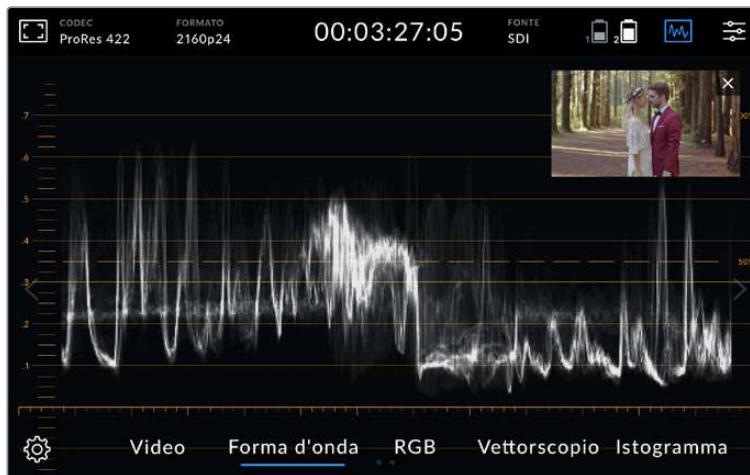 CODEC FORMATO FONTE
ProRes 422 2160p24 00:03:27:05 SDI 1 2
.7
.6
.5
.4
.3
.2
.1
Video Forma d'onda RGB Vettorscopio Istogramma